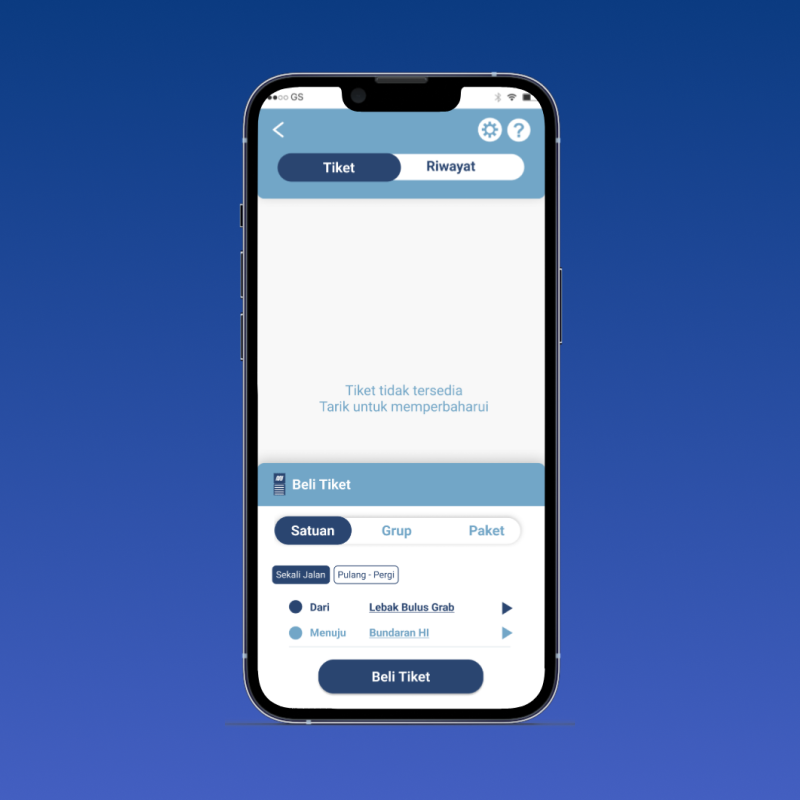 GS
Tiket Riwayat
Tiket tidak tersedia
Tarik untuk memperbaharui
Beli Tiket
Satuan Grup Paket
Sekali Jalan Pulang - Pergi
Dari Lebak Bulus Grab
Menuju Bundaran HI
Beli Tiket